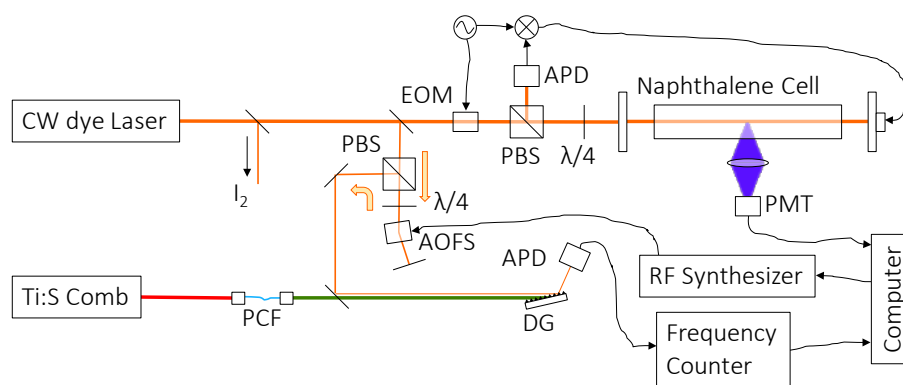 APD
Naphthalene Cell
EOM
CW dye Laser
PBS
λ/4
PBS
I2
λ/4
PMT
AOFS
APD
RF Synthesizer
Computer
Ti:S Comb
PCF
DG
Frequency
Counter